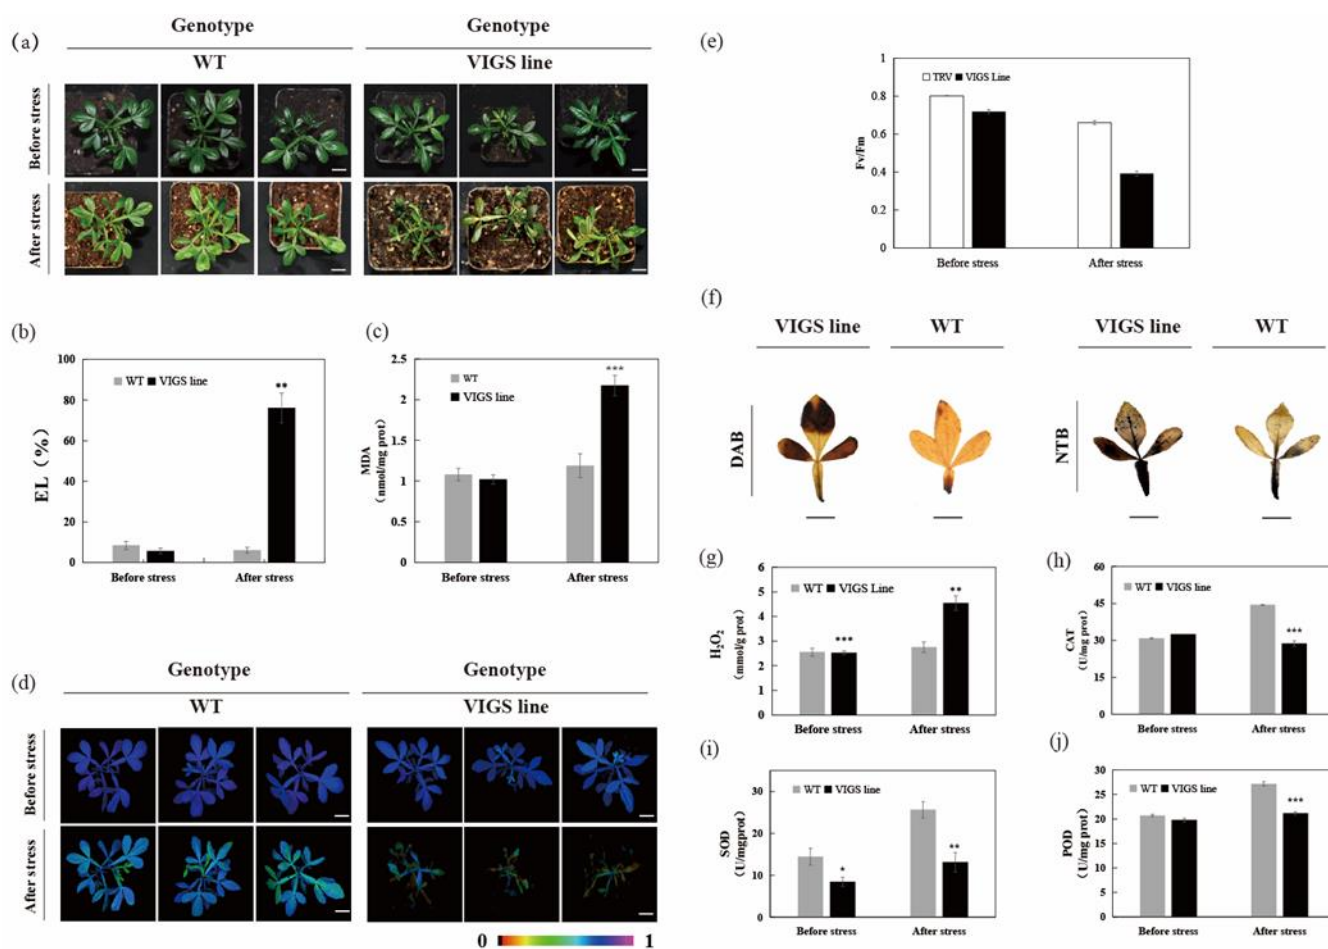 (a)
Genotype
Genotype
WT
VIGS line
Before stress
After stress
(b)
100
80
60
40
20
0
EL (%)
WT VIGS line
**
Before stress
After stress
(c)
2.5
2
1.5
1
0.5
0
MDA
(nmol/mg prot)
WT
VIGS line
***
Before stress
After stress
(d)
Genotype
Genotype
WT
VIGS line
Before stress
After stress
0
1
(e)
1
0.8
0.6
0.4
0.2
0
Fv/Fm
TRV VIGS Line
Before stress
After stress
(f)
VIGS line
WT
VIGS line
WT
DAB
NTB
(g)
6
5
4
3
2
1
0
H₂O₂
(mmol/g prot)
WT VIGS Line
***
**
Before stress
After stress
(h)
60
45
30
15
0
CAT
(U/mg prot)
WT VIGS line
***
Before stress
After stress
(i)
30
20
10
0
SOD
(U/mgprot)
WT VIGS line
*
**
Before stress
After stress
(j)
30
25
20
15
10
5
0
POD
(U/mg prot)
WT VIGS line
***
Before stress
After stress